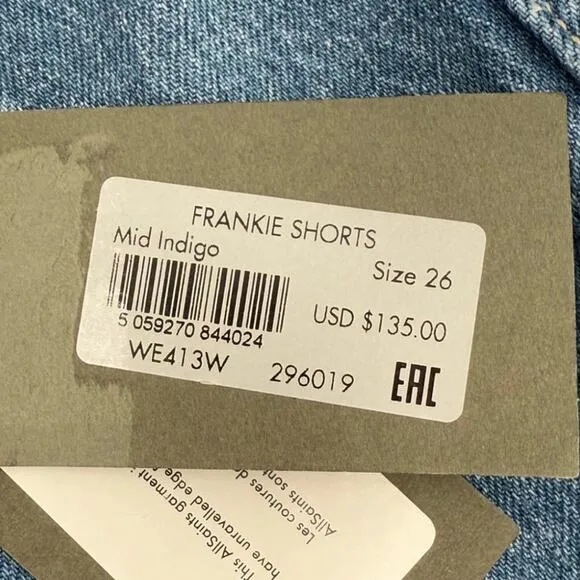 FRANKIE SHORTS
Mid Indigo
Size 26
5 059270 844024
USD $135.00
WE413W
296019
EAC
This AllSaints garment
have unravelled edge
Les coutures d
AllSaints sont